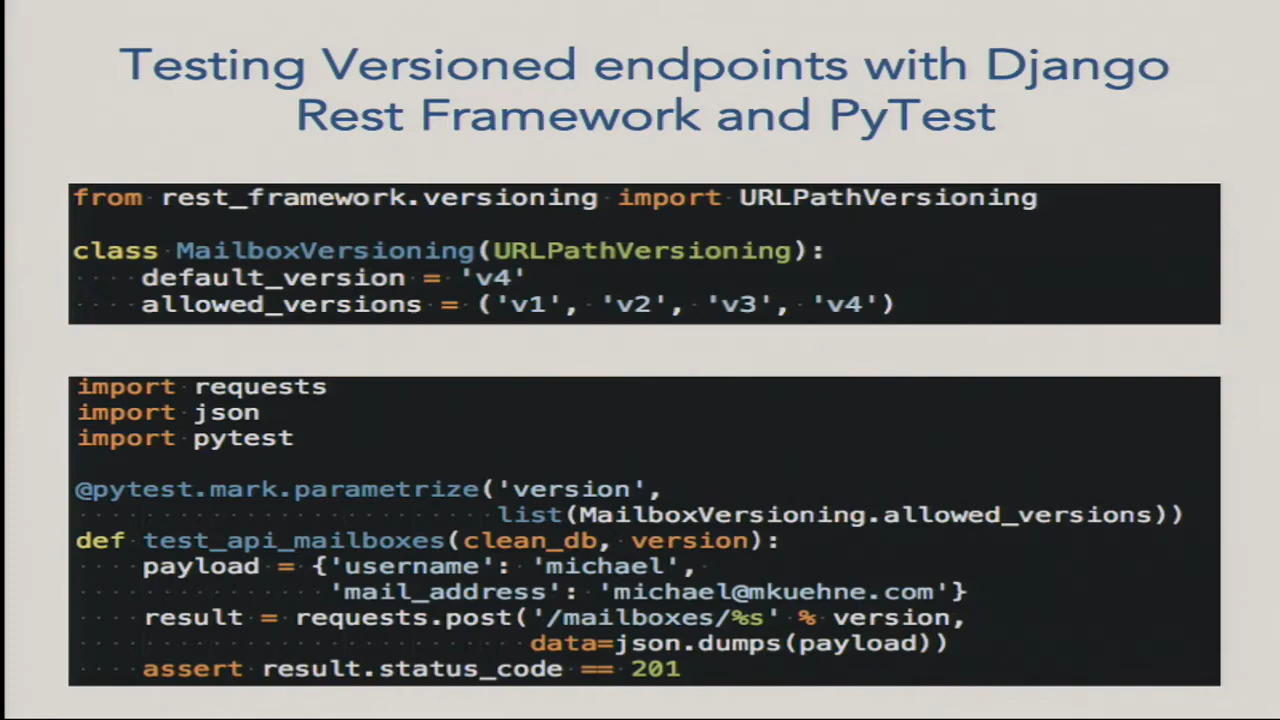 Testing Versioned endpoints with Django
Rest Framework and PyTest
from rest_framework.versioning import URLPathVersioning
class MailboxVersioning(URLPathVersioning):
    default_version = 'v4'
    allowed_versions = ('v1', 'v2', 'v3', 'v4')
import requests
import json
import pytest
@pytest.mark.parametrize('version',
                         list(MailboxVersioning.allowed_versions))
def test_api_mailboxes(clean_db, version):
    payload = {'username': 'michael',
               'mail_address': 'michael@mkuehne.com'}
    result = requests.post('/mailboxes/%s' % version,
                           data=json.dumps(payload))
    assert result.status_code == 201